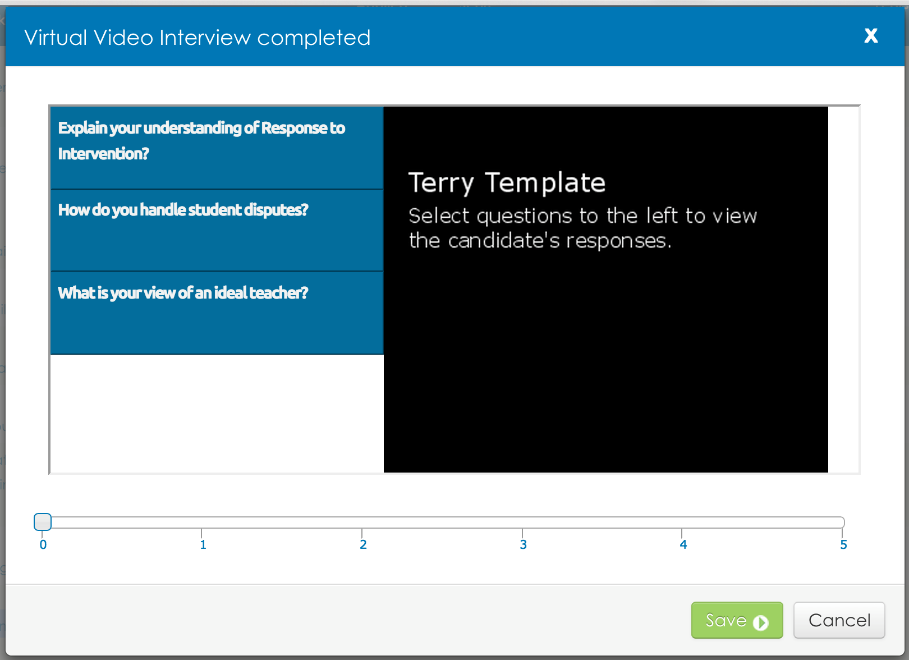 Virtual Video Interview completed
X
Explain your understanding of Response to
Intervention?
How do you handle student disputes?
What is your view of an ideal teacher?
Terry Template
Select questions to the left to view
the candidate's responses.
0 1 2 3 4 5
Save
Cancel